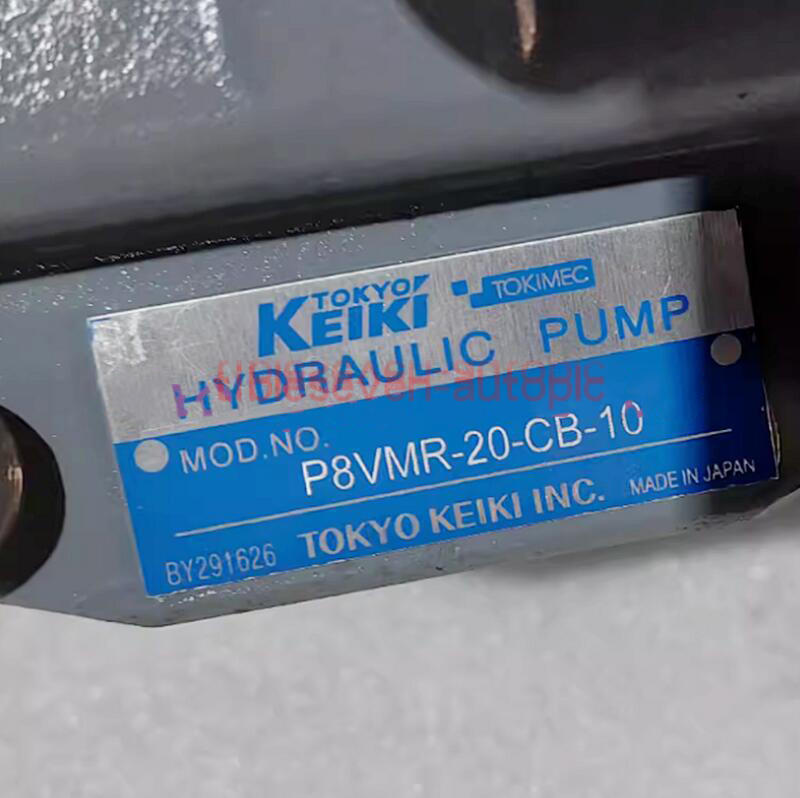 TOKYO KEIKI TOKIMEC
HYDRAULIC PUMP
MOD.NO. P8VMR-20-CB-10
BY291626 TOKYO KEIKI INC. MADE IN JAPAN